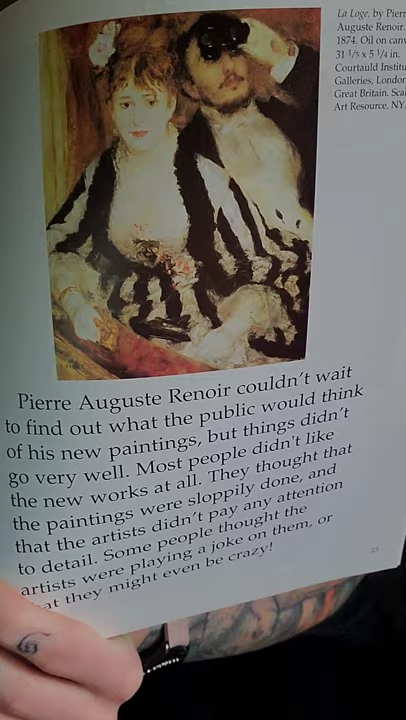 La Loge, by Pierr
Auguste Renoir.
1874. Oil on canv
31 1/5 x 5 1/4 in.
Courtauld Institu
Galleries, London
Great Britain. Scal
Art Resource, NY.
Pierre Auguste Renoir couldn't wait
to find out what the public would think
of his new paintings, but things didn't
go very well. Most people didn't like
the new works at all. They thought that
the paintings were sloppily done, and
that the artists didn't pay any attention
to detail. Some people thought the
artists were playing a joke on them, or
at they might even be crazy!